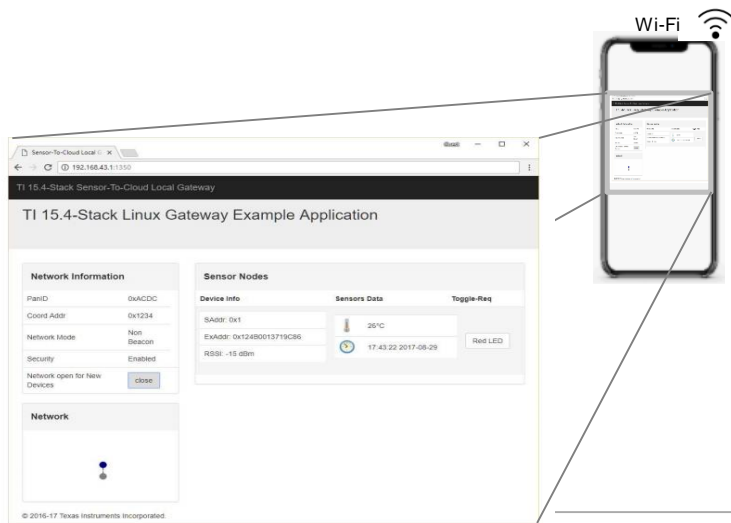 Wi-Fi
Sensor-To-Cloud Local G
Guest
192.168.43.1:1350
TI 15.4-Stack Sensor-To-Cloud Local Gateway
TI 15.4-Stack Linux Gateway Example Application
Network Information
PanID 0xACDC
Coord Addr 0x1234
Network Mode Non Beacon
Security Enabled
Network open for New Devices close
Network
Sensor Nodes
Device Info Sensors Data Toggle-Req
SAddr: 0x1
ExAddr: 0x124B0013719C86
RSSI: -15 dBm
26°C
17:43:22 2017-08-29
Red LED
© 2016-17 Texas Instruments Incorporated.